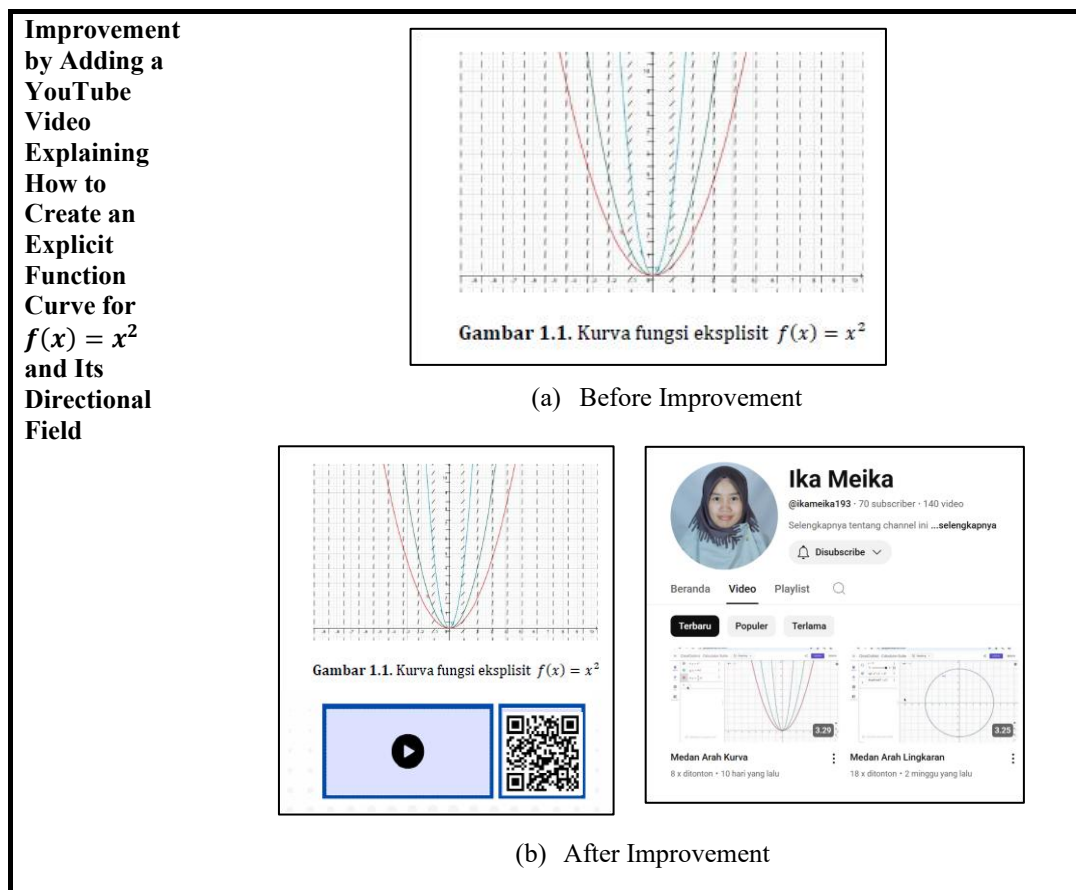 Improvement
by Adding a
YouTube
Video
Explaining
How to
Create an
Explicit
Function
Curve for
f(x) = x²
and Its
Directional
Field
Gambar 1.1. Kurva fungsi eksplisit f(x) = x²
(a) Before Improvement
Gambar 1.1. Kurva fungsi eksplisit f(x) = x²
Ika Meika
@ikameika193 · 70 subscriber · 140 video
Selengkapnya tentang channel ini ...selengkapnya
Disubscribe
Beranda Video Playlist
Terbaru Populer Terlama
3.29 3.25
Medan Arah Kurva Medan Arah Lingkaran
8 x ditonton • 10 hari yang lalu 18 x ditonton • 2 minggu yang lalu
(b) After Improvement